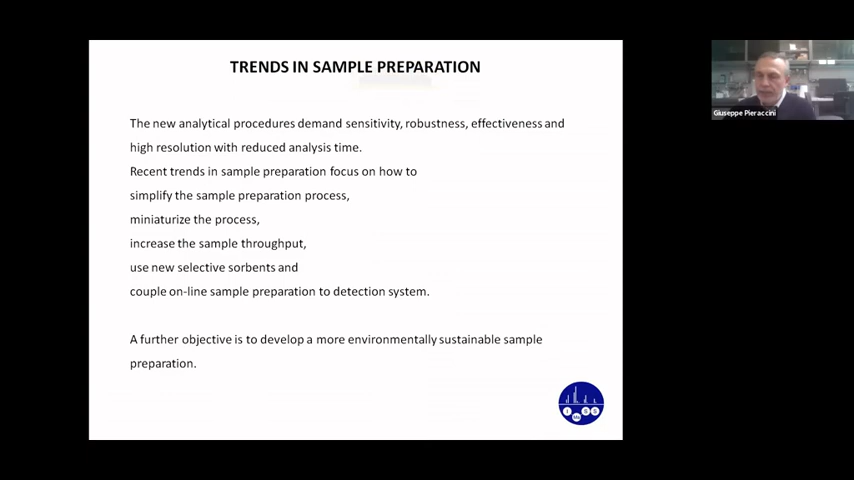 TRENDS IN SAMPLE PREPARATION
The new analytical procedures demand sensitivity, robustness, effectiveness and
high resolution with reduced analysis time.
Recent trends in sample preparation focus on how to
simplify the sample preparation process,
miniaturize the process,
increase the sample throughput,
use new selective sorbents and
couple on-line sample preparation to detection system.
A further objective is to develop a more environmentally sustainable sample
preparation.
Giuseppe Pieraccini